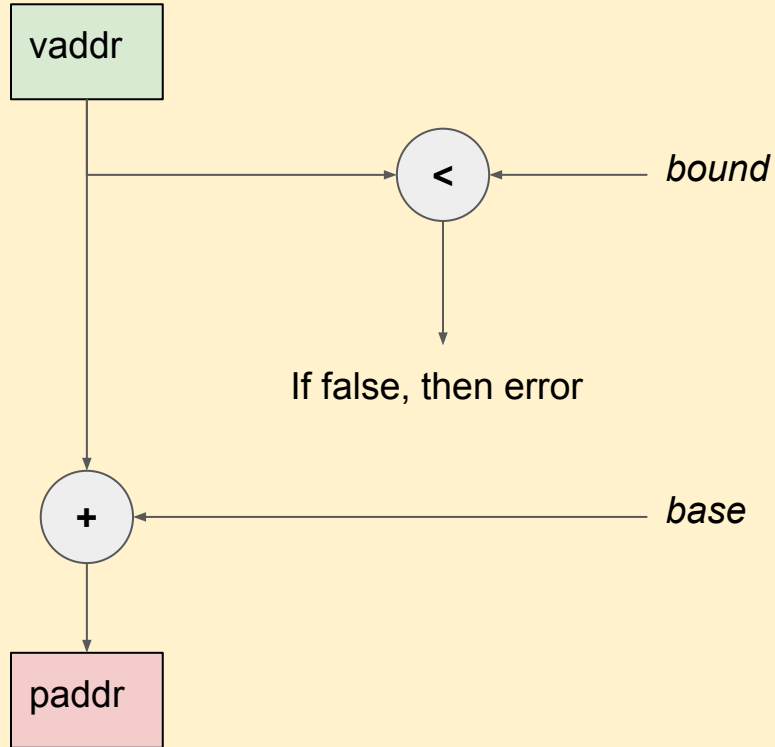 vaddr
<
bound
If false, then error
+
base
paddr